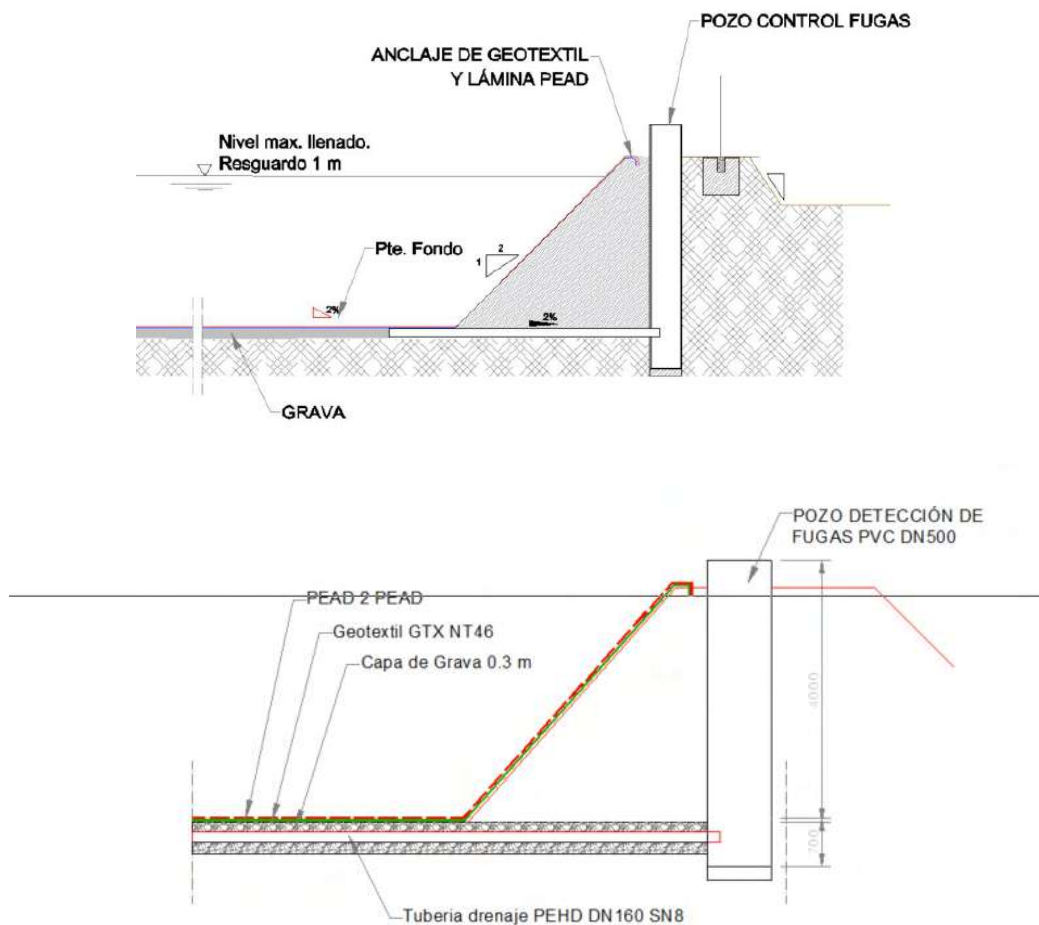 POZO CONTROL FUGAS
ANCLAJE DE GEOTEXTIL
Y LÁMINA PEAD
Nivel max. llenado.
Resguardo 1 m
Pte. Fondo
2
1
2%
2%
GRAVA
POZO DETECCIÓN DE
FUGAS PVC DN500
PEAD 2 PEAD
Geotextil GTX NT46
Capa de Grava 0.3 m
4000
700
Tuberia drenaje PEHD DN160 SN8